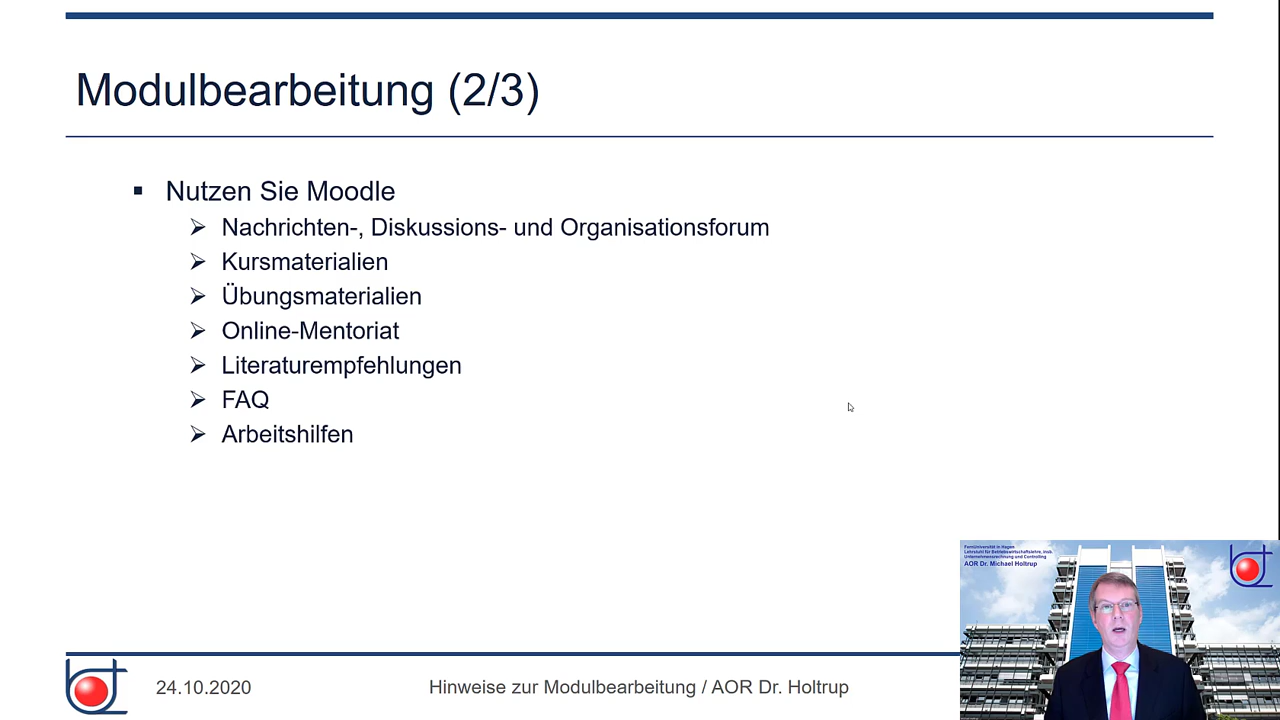 Modulbearbeitung (2/3)
Nutzen Sie Moodle
Nachrichten-, Diskussions- und Organisationsforum
Kursmaterialien
Übungsmaterialien
Online-Mentoriat
Literaturempfehlungen
FAQ
Arbeitshilfen
FernUniversität in Hagen
Lehrstuhl für Betriebswirtschaftslehre, insb.
Unternehmensrechnung und Controlling
AOR Dr. Michael Holtrup
24.10.2020
Hinweise zur Modulbearbeitung / AOR Dr. Holtrup